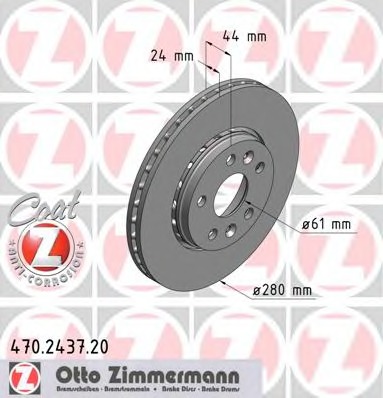 44 mm
24 mm
ø61 mm
ø280 mm
Coat
Z
ANTI-CORROSION
470.2437.20
Z
Otto Zimmermann
Bremsscheiben - Bremstrommeln • Brake Discs - Brake Drums